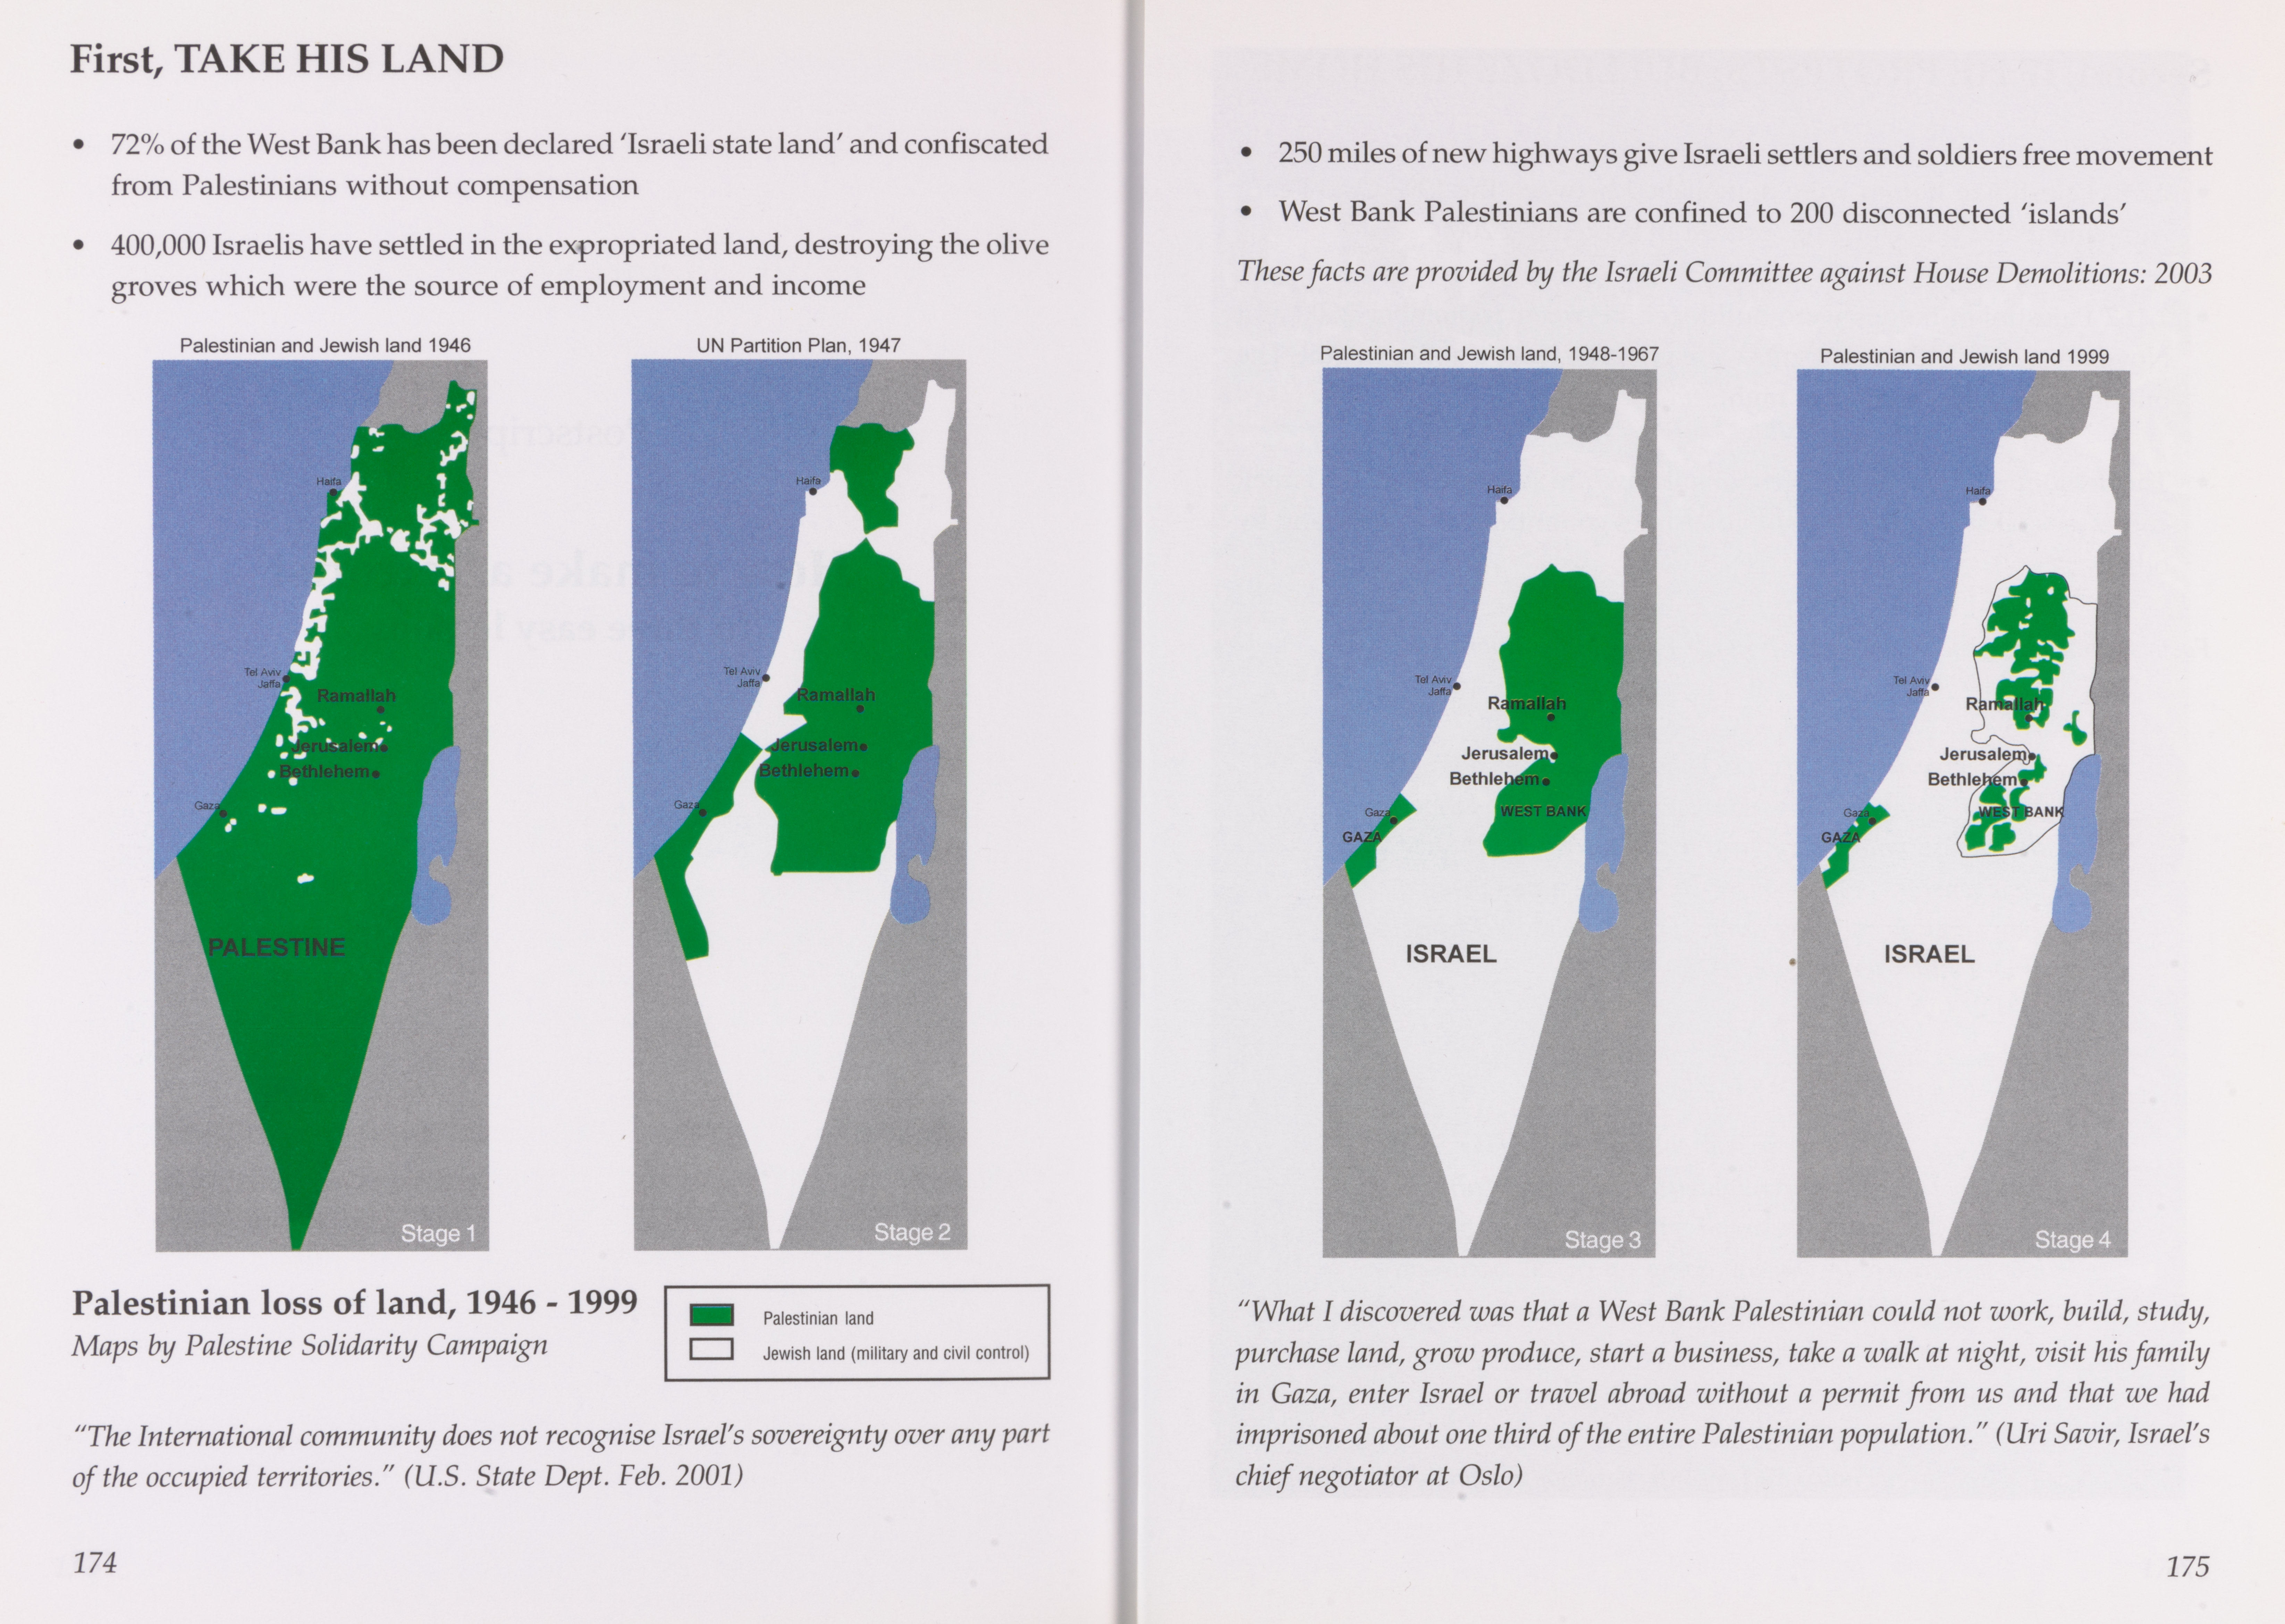 First, TAKE HIS LAND
• 72% of the West Bank has been declared ‘Israeli state land’ and confiscated
from Palestinians without compensation
• 400,000 Israelis have settled in the expropriated land, destroying the olive
groves which were the source of employment and income
Palestinian and Jewish land 1946
Haifa
Tel Aviv
Jaffa
Ramallah
Jerusalem
Bethlehem
Gaza
PALESTINE
Stage 1
UN Partition Plan, 1947
Haifa
Tel Aviv
Jaffa
Ramallah
Jerusalem
Bethlehem
Gaza
Stage 2
Palestinian loss of land, 1946 - 1999
Maps by Palestine Solidarity Campaign
Palestinian land
Jewish land (military and civil control)
“The International community does not recognise Israel’s sovereignty over any part
of the occupied territories.” (U.S. State Dept. Feb. 2001)
174
• 250 miles of new highways give Israeli settlers and soldiers free movement
• West Bank Palestinians are confined to 200 disconnected ‘islands’
These facts are provided by the Israeli Committee against House Demolitions: 2003
Palestinian and Jewish land, 1948-1967
Haifa
Tel Aviv
Jaffa
Ramallah
Jerusalem
Bethlehem
WEST BANK
Gaza
GAZA
ISRAEL
Stage 3
Palestinian and Jewish land 1999
Haifa
Tel Aviv
Jaffa
Ramallah
Jerusalem
Bethlehem
WEST BANK
Gaza
GAZA
ISRAEL
Stage 4
“What I discovered was that a West Bank Palestinian could not work, build, study,
purchase land, grow produce, start a business, take a walk at night, visit his family
in Gaza, enter Israel or travel abroad without a permit from us and that we had
imprisoned about one third of the entire Palestinian population.” (Uri Savir, Israel’s
chief negotiator at Oslo)
175